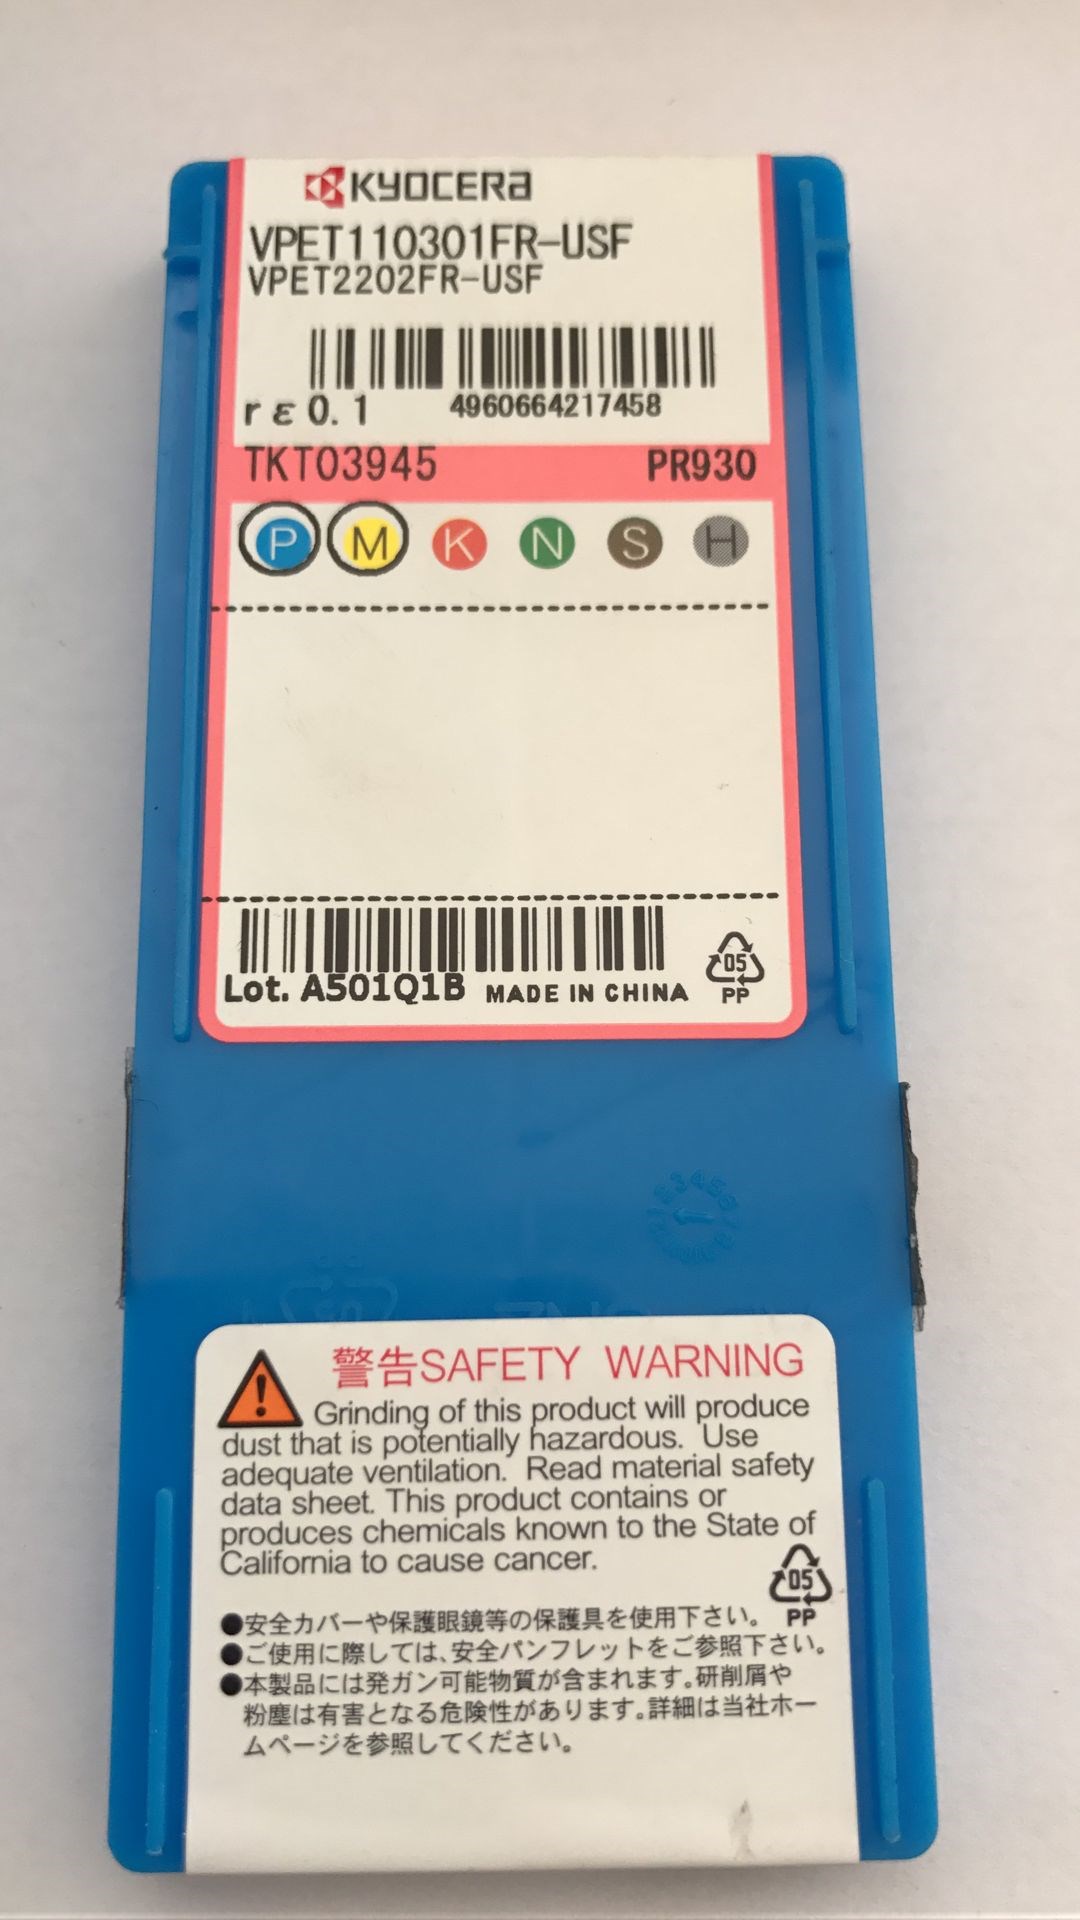 KYOCERA
VPET110301FR-USF
VPET2202FR-USF
rε0.1 4960664217458
TKT03945 PR930
P M K N S H
Lot. A501Q1B MADE IN CHINA
05
PP
警告SAFETY WARNING
Grinding of this product will produce
dust that is potentially hazardous. Use
adequate ventilation. Read material safety
data sheet. This product contains or
produces chemicals known to the State of
California to cause cancer.
05
PP
●安全カバーや保護眼鏡等の保護具を使用下さい。
●ご使用に際しては、安全パンフレットをご参照下さい。
●本製品には発ガン可能物質が含まれます。研削屑や
粉塵は有害となる危険性があります。詳細は当社ホー
ムページを参照してください。